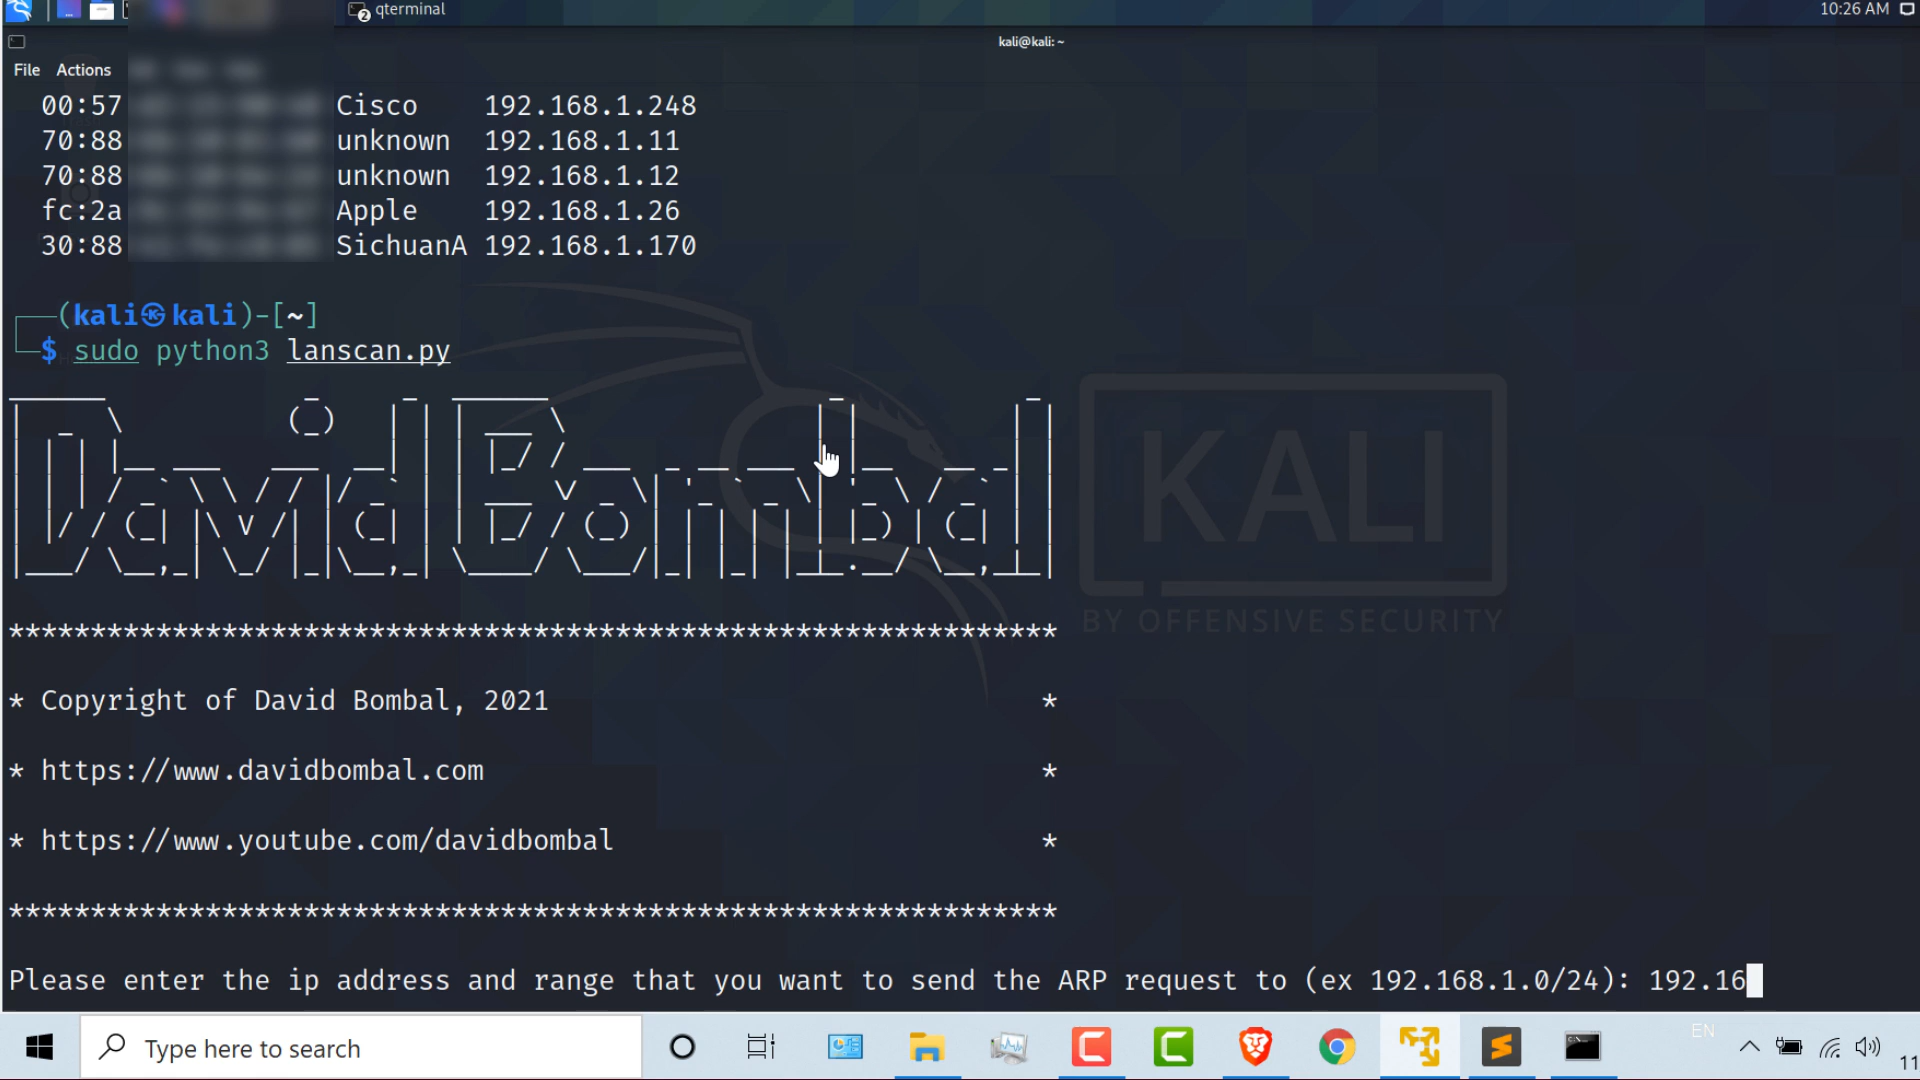 qterminal
10:26 AM
kali@kali: ~
File Actions
00:57 Cisco 192.168.1.248
70:88 unknown 192.168.1.11
70:88 unknown 192.168.1.12
fc:2a Apple 192.168.1.26
30:88 SichuanA 192.168.1.170
(kali㉿kali)-[~]
$ sudo python3 lanscan.py
David Bombal
KALI
BY OFFENSIVE SECURITY
****************************************************************
* Copyright of David Bombal, 2021 *
* https://www.davidbombal.com *
* https://www.youtube.com/davidbombal *
****************************************************************
Please enter the ip address and range that you want to send the ARP request to (ex 192.168.1.0/24): 192.16
Type here to search
EN
11